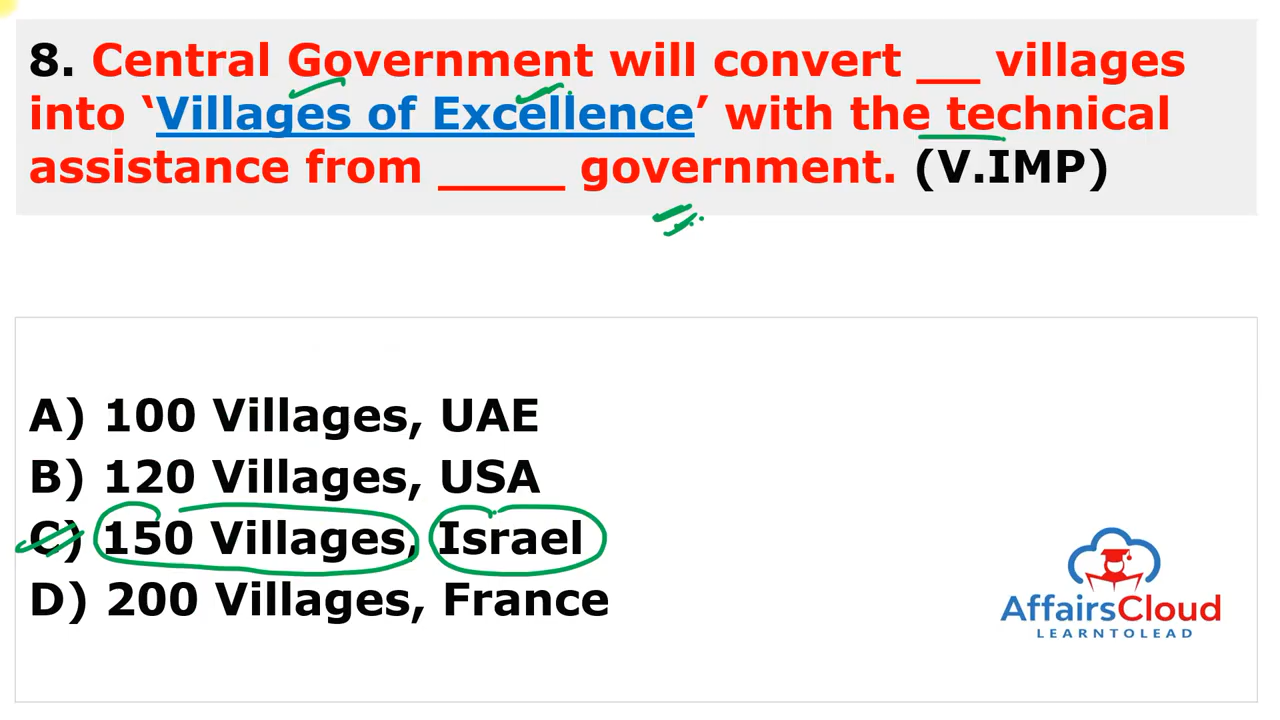 8. Central Government will convert ___ villages
into ‘Villages of Excellence’ with the technical
assistance from _____ government. (V.IMP)
A) 100 Villages, UAE
B) 120 Villages, USA
C) 150 Villages, Israel
D) 200 Villages, France
AffairsCloud
LEARNTOLEAD